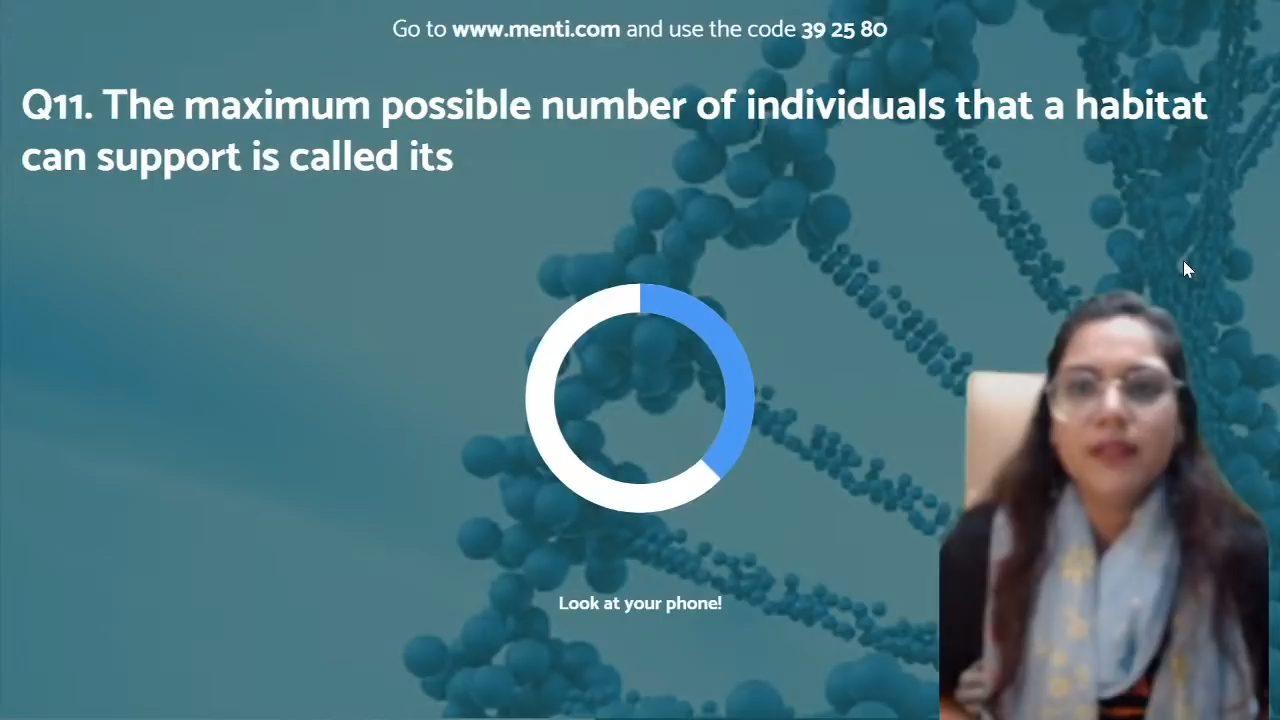 Go to www.menti.com and use the code 39 25 80
Q11. The maximum possible number of individuals that a habitat
can support is called its
Look at your phone!